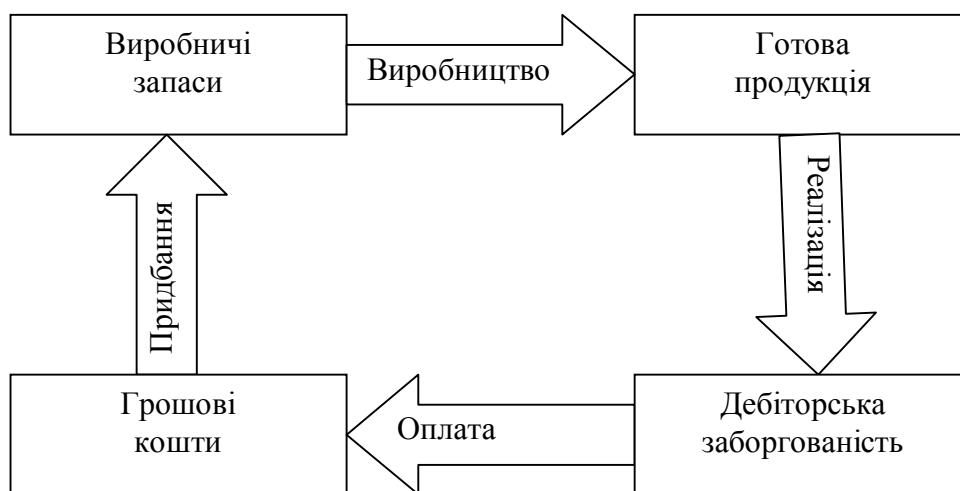 Виробничі
запаси
Виробництво
Готова
продукція
Реалізація
Дебіторська
заборгованість
Оплата
Грошові
кошти
Придбання